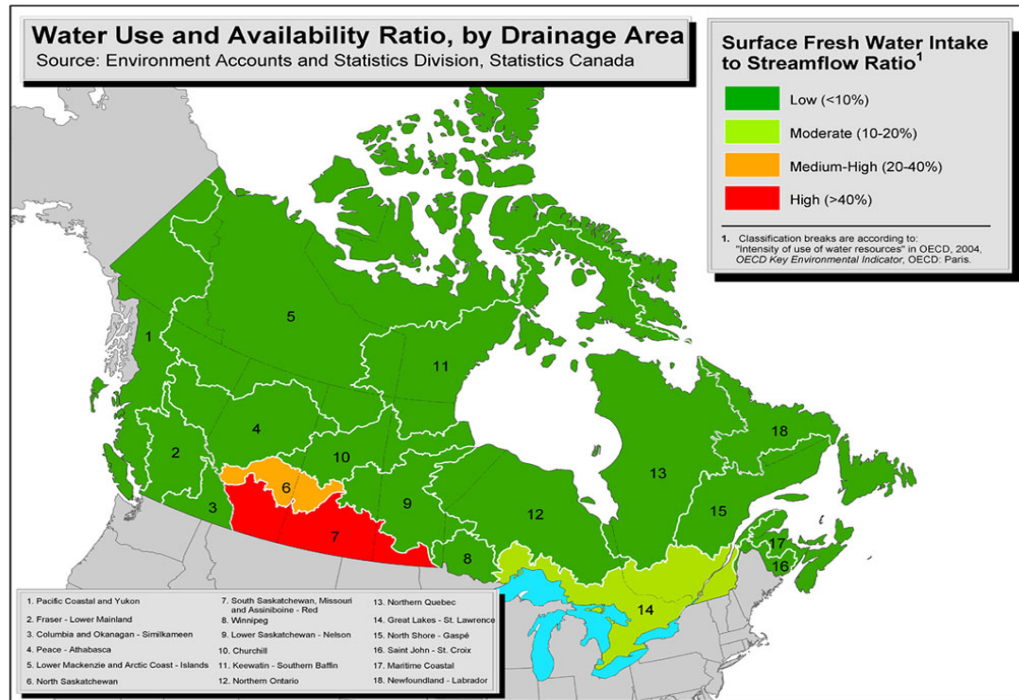 Water Use and Availability Ratio, by Drainage Area
Source: Environment Accounts and Statistics Division, Statistics Canada
Surface Fresh Water Intake
to Streamflow Ratio1
Low (<10%)
Moderate (10-20%)
Medium-High (20-40%)
High (>40%)
1. Classification breaks are according to:
"Intensity of use of water resources" in OECD, 2004,
OECD Key Environmental Indicator, OECD: Paris.
5
1
11
4
2
10
18
13
6
9
3
12
15
7
8
17
16
14
1. Pacific Coastal and Yukon
2. Fraser - Lower Mainland
3. Columbia and Okanagan - Similkameen
4. Peace - Athabasca
5. Lower Mackenzie and Arctic Coast - Islands
6. North Saskatchewan
7. South Saskatchewan, Missouri
and Assiniboine - Red
8. Winnipeg
9. Lower Saskatchewan - Nelson
10. Churchill
11. Keewatin - Southern Baffin
12. Northern Ontario
13. Northern Quebec
14. Great Lakes - St. Lawrence
15. North Shore - Gaspé
16. Saint John - St. Croix
17. Maritime Coastal
18. Newfoundland - Labrador